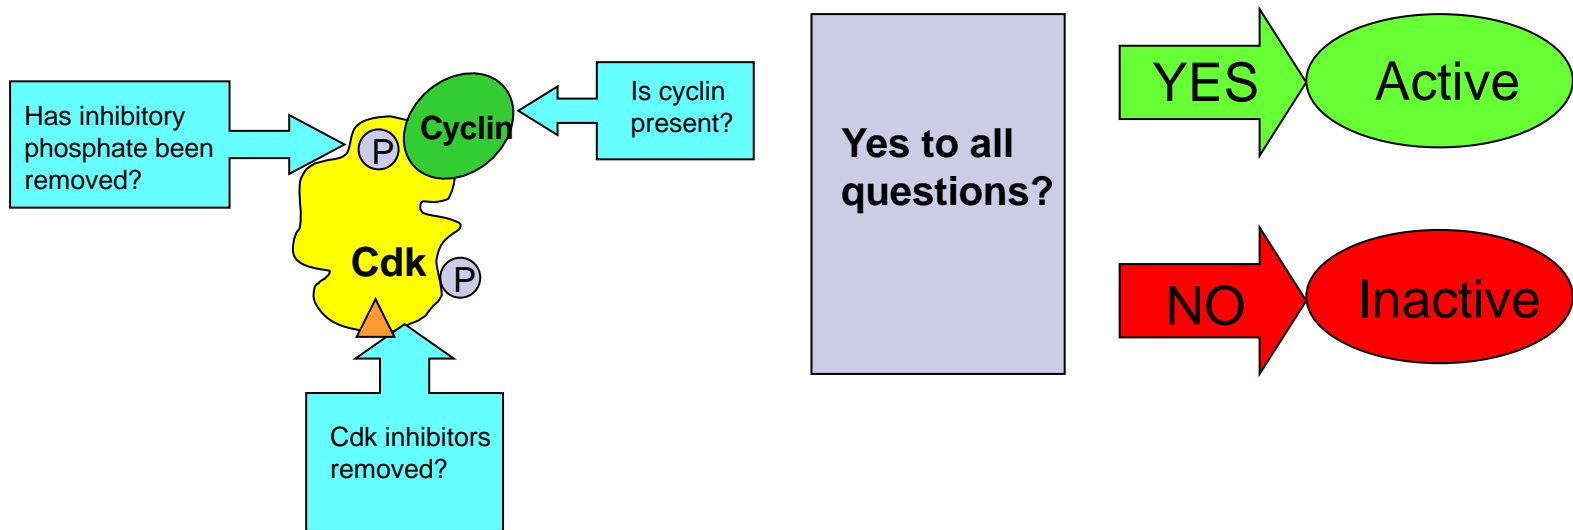 Has inhibitory
phosphate been
removed?
P
Cyclin
Is cyclin
present?
Cdk
P
Cdk inhibitors
removed?
Yes to all
questions?
YES
Active
NO
Inactive